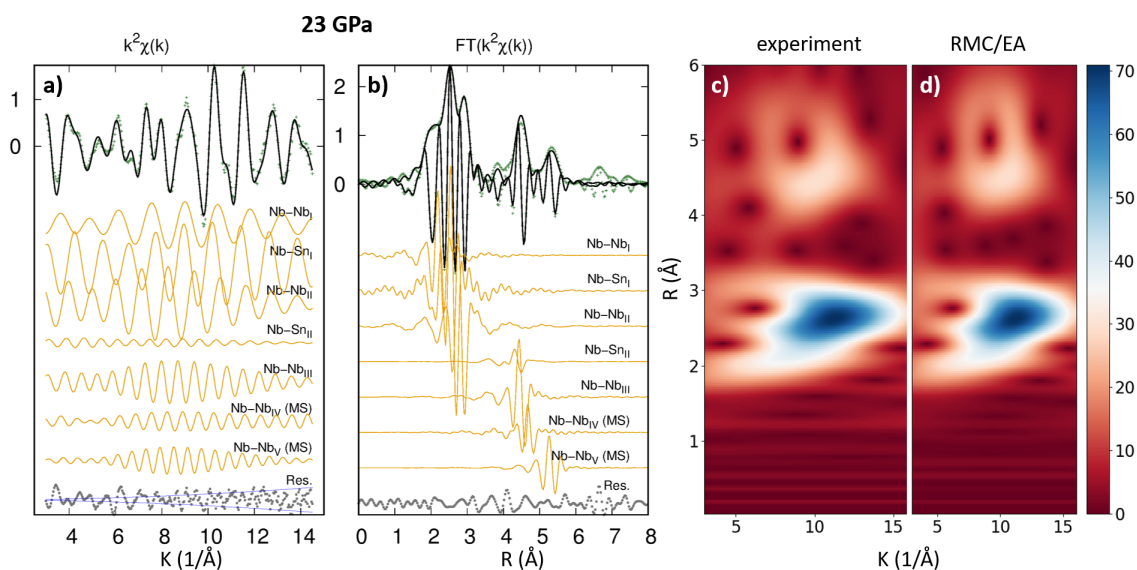 23 GPa
k²χ(k)
FT(k²χ(k))
experiment
RMC/EA
a)
1
0
Nb–Nb_I
Nb–Sn_I
Nb–Nb_II
Nb–Sn_II
Nb–Nb_III
Nb–Nb_IV (MS)
Nb–Nb_V (MS)
Res.
4 6 8 10 12 14
K (1/Å)
b)
2
1
0
Nb–Nb_I
Nb–Sn_I
Nb–Nb_II
Nb–Sn_II
Nb–Nb_III
Nb–Nb_IV (MS)
Nb–Nb_V (MS)
Res.
0 1 2 3 4 5 6 7 8
R (Å)
c)
d)
R (Å)
6
5
4
3
2
1
5 10 15
5 10 15
K (1/Å)
70
60
50
40
30
20
10
0